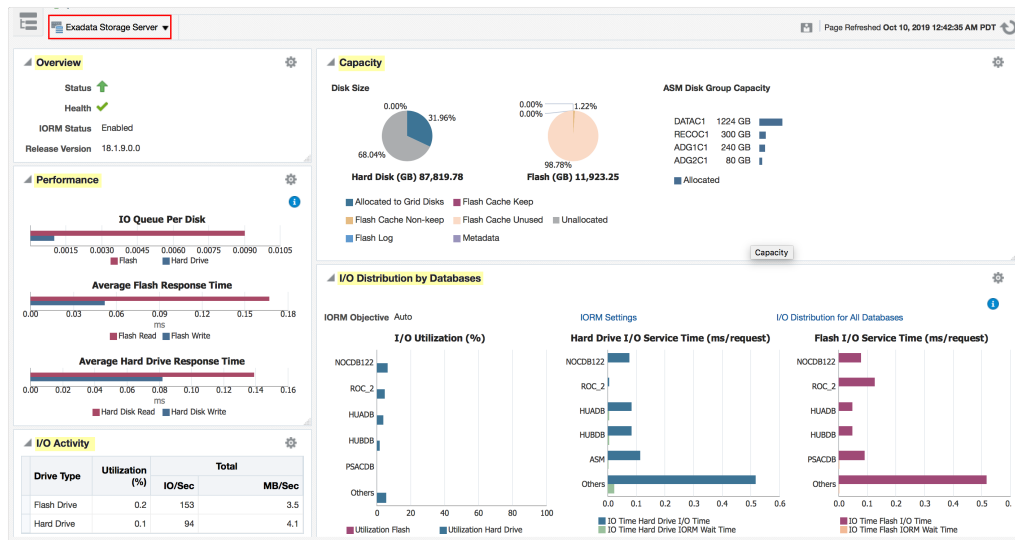 Exadata Storage Server
Page Refreshed Oct 10, 2019 12:42:35 AM PDT
Overview
Status
Health
IORM Status Enabled
Release Version 18.1.9.0.0
Performance
IO Queue Per Disk
0.0015 0.0030 0.0045 0.0060 0.0075 0.0090 0.0105
Flash Hard Drive
Average Flash Response Time
0.00 0.03 0.06 0.09 0.12 0.15 0.18
ms
Flash Read Flash Write
Average Hard Drive Response Time
0.00 0.02 0.04 0.06 0.08 0.10 0.12 0.14 0.16
ms
Hard Disk Read Hard Disk Write
I/O Activity
Drive Type Utilization (%) Total
IO/Sec MB/Sec
Flash Drive 0.2 153 3.5
Hard Drive 0.1 94 4.1
Capacity
Disk Size
0.00%
31.96%
68.04%
Hard Disk (GB) 87,819.78
0.00% 1.22%
0.00%
98.78%
Flash (GB) 11,923.25
Allocated to Grid Disks Flash Cache Keep
Flash Cache Non-keep Flash Cache Unused Unallocated
Flash Log Metadata
ASM Disk Group Capacity
DATAC1 1224 GB
RECOC1 300 GB
ADG1C1 240 GB
ADG2C1 80 GB
Allocated
Capacity
I/O Distribution by Databases
IORM Objective Auto IORM Settings I/O Distribution for All Databases
I/O Utilization (%)
NOCDB122
ROC_2
HUADB
HUBDB
PSACDB
Others
0 20 40 60 80 100
Utilization Flash Utilization Hard Drive
Hard Drive I/O Service Time (ms/request)
NOCDB122
ROC_2
HUADB
HUBDB
ASM
Others
0.0 0.1 0.2 0.3 0.4 0.5 0.6
IO Time Hard Drive I/O Time
IO Time Hard Drive IORM Wait Time
Flash I/O Service Time (ms/request)
NOCDB122
ROC_2
HUADB
HUBDB
PSACDB
Others
0.0 0.1 0.2 0.3 0.4 0.5 0.
IO Time Flash I/O Time
IO Time Flash IORM Wait Time